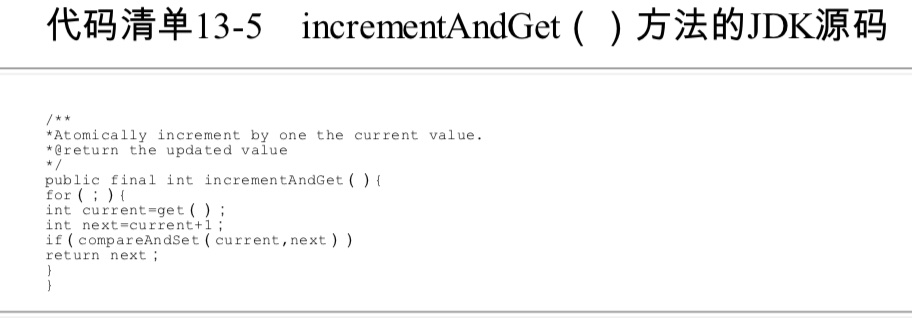 代码清单13-5 incrementAndGet（ ）方法的JDK源码
/**
*Atomically increment by one the current value.
*@return the updated value
*/
public final int incrementAndGet（ ）{
for（；）{
int current=get（ ）；
int next=current+1；
if（compareAndSet（current,next））
return next；
}
}